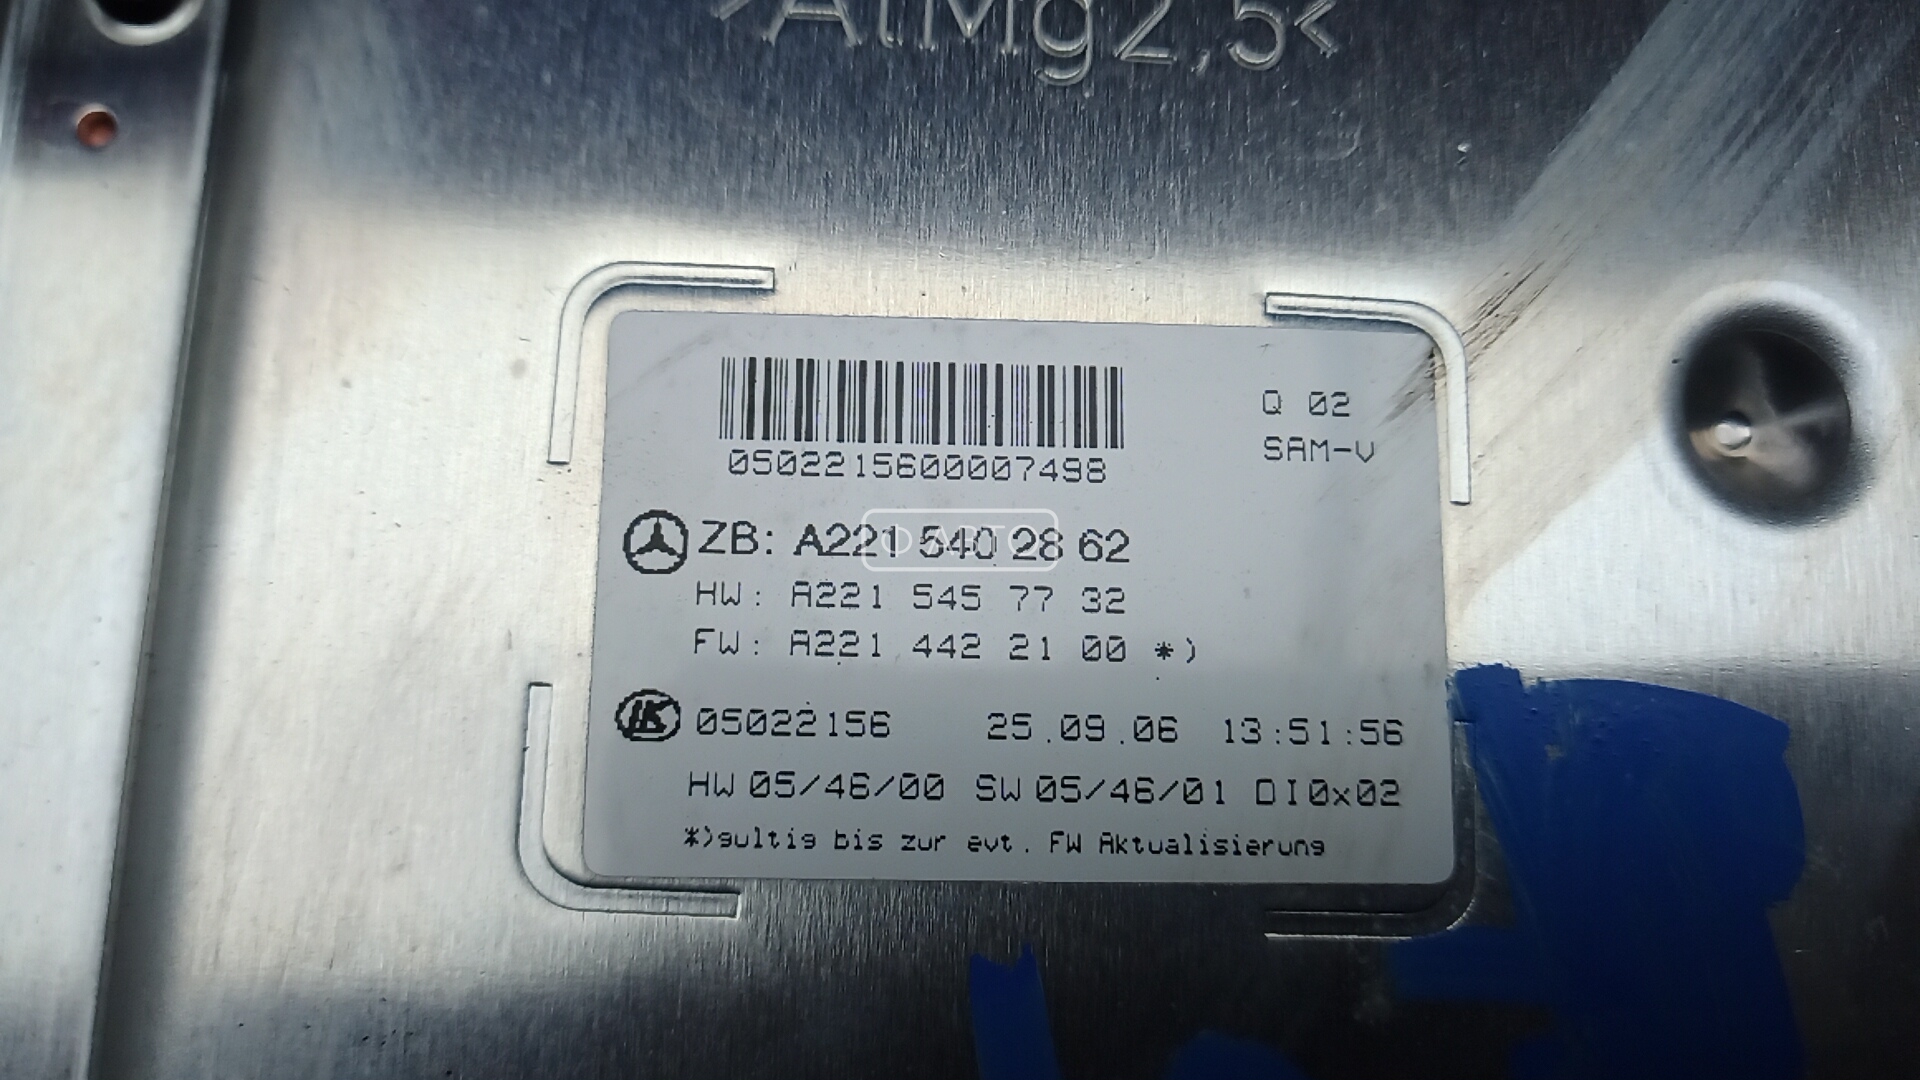 >AlMg2,5<
0502215600007498
Q 02
SAM-V
ZB: A221 540 28 62
HW: A221 545 77 32
FW: A221 442 21 00 *)
05022156 25.09.06 13:51:56
HW 05/46/00 SW 05/46/01 DI0x02
*)gultig bis zur evt. FW Aktualisierung